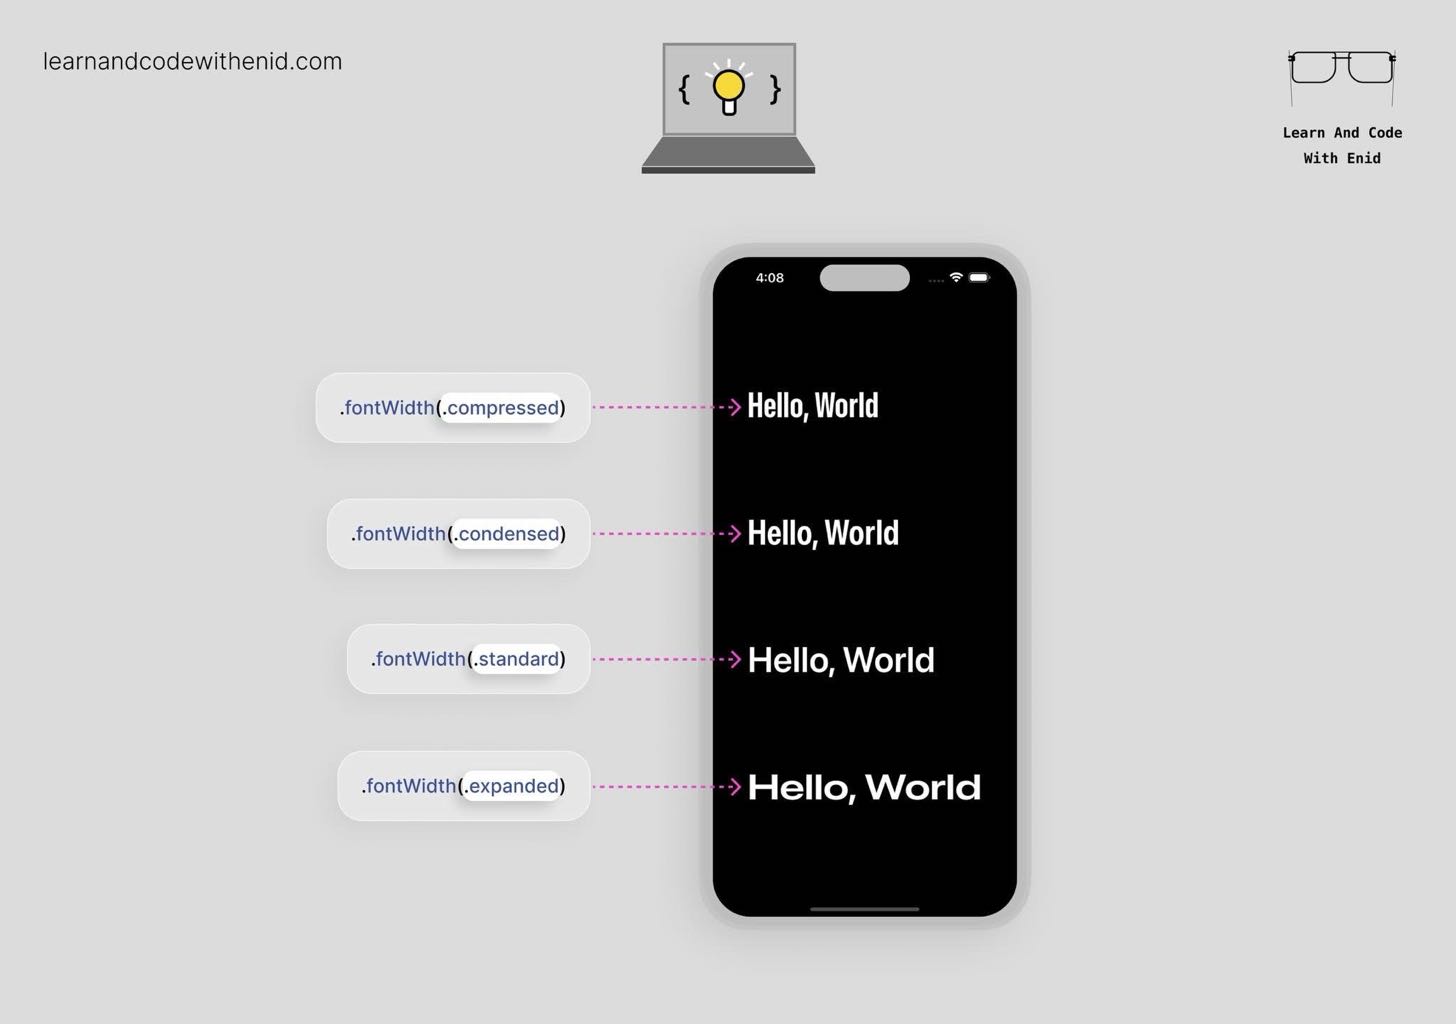 learnandcodewithenid.com
{ }
Learn And Code
With Enid
4:08
.fontWidth(.compressed)
Hello, World
.fontWidth(.condensed)
Hello, World
.fontWidth(.standard)
Hello, World
.fontWidth(.expanded)
Hello, World